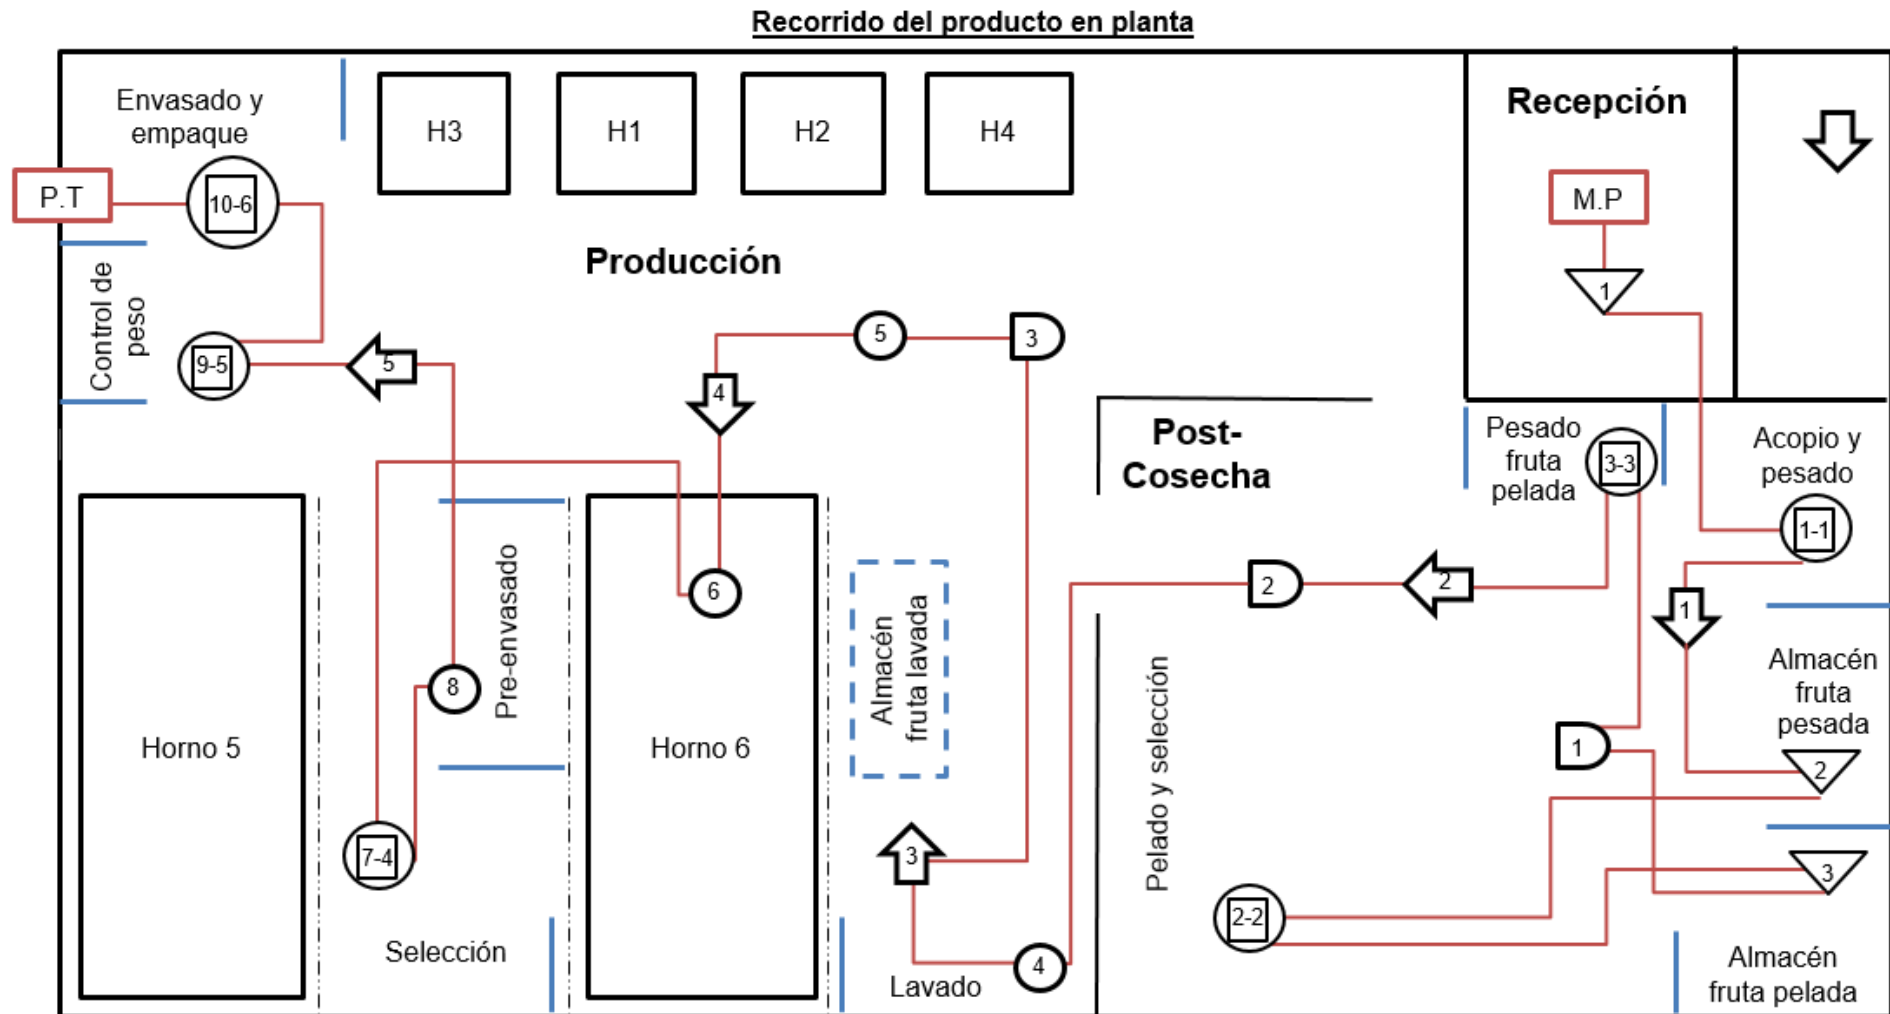 Recorrido del producto en planta
Envasado y
empaque
H3
H1
H2
H4
Recepción
P.T
10-6
M.P
Producción
1
Control de
peso
9-5
5
5
3
4
Post-
Cosecha
Pesado
fruta
pelada
3-3
Acopio y
pesado
1-1
Pre-envasado
6
Almacén
fruta lavada
2
2
1
8
Horno 5
Horno 6
Pelado y selección
1
Almacén
fruta
pesada
2
7-4
3
3
2-2
Selección
Lavado
4
Almacén
fruta pelada